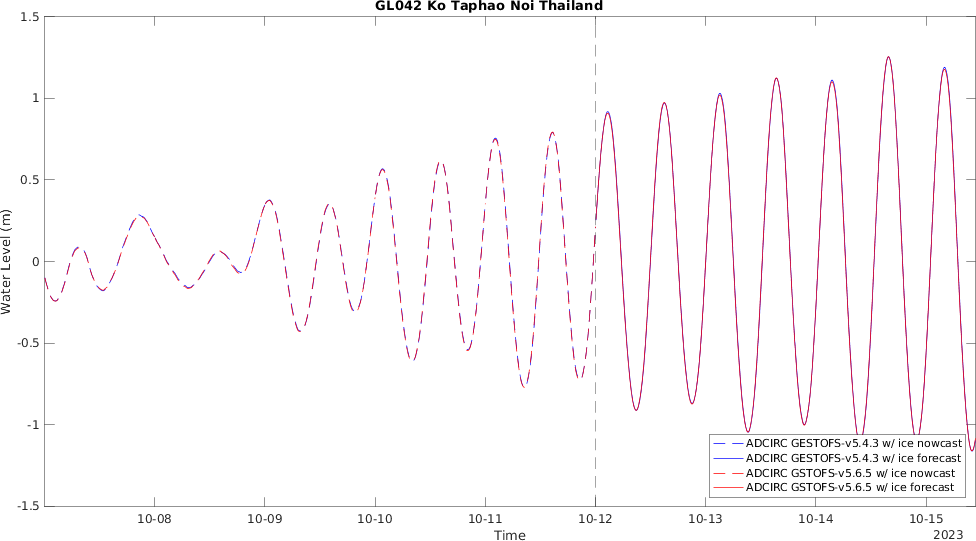 GL042 Ko Taphao Noi Thailand
1.5
1
0.5
0
-0.5
-1
-1.5
Water Level (m)
ADCIRC GESTOFS-v5.4.3 w/ ice nowcast
ADCIRC GESTOFS-v5.4.3 w/ ice forecast
ADCIRC GSTOFS-v5.6.5 w/ ice nowcast
ADCIRC GSTOFS-v5.6.5 w/ ice forecast
10-08 10-09 10-10 10-11 10-12 10-13 10-14 10-15
Time
2023